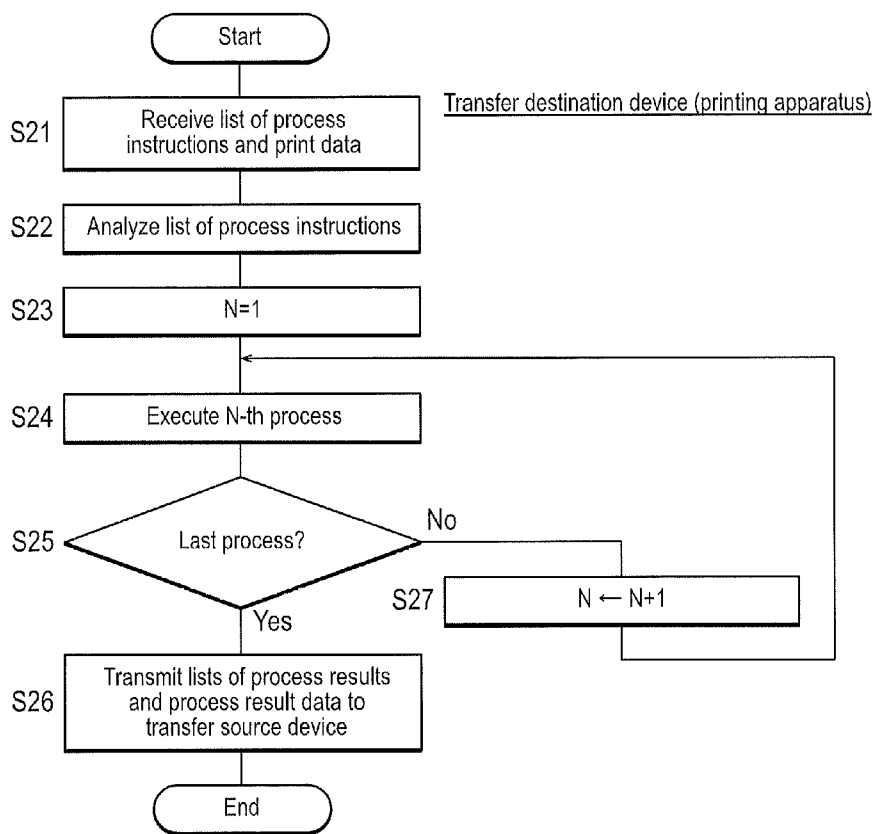 Start
Transfer destination device (printing apparatus)
S21
Receive list of process
instructions and print data
S22
Analyze list of process instructions
S23
N=1
S24
Execute N-th process
S25
Last process?
No
S27
N ← N+1
Yes
S26
Transmit lists of process results
and process result data to
transfer source device
End